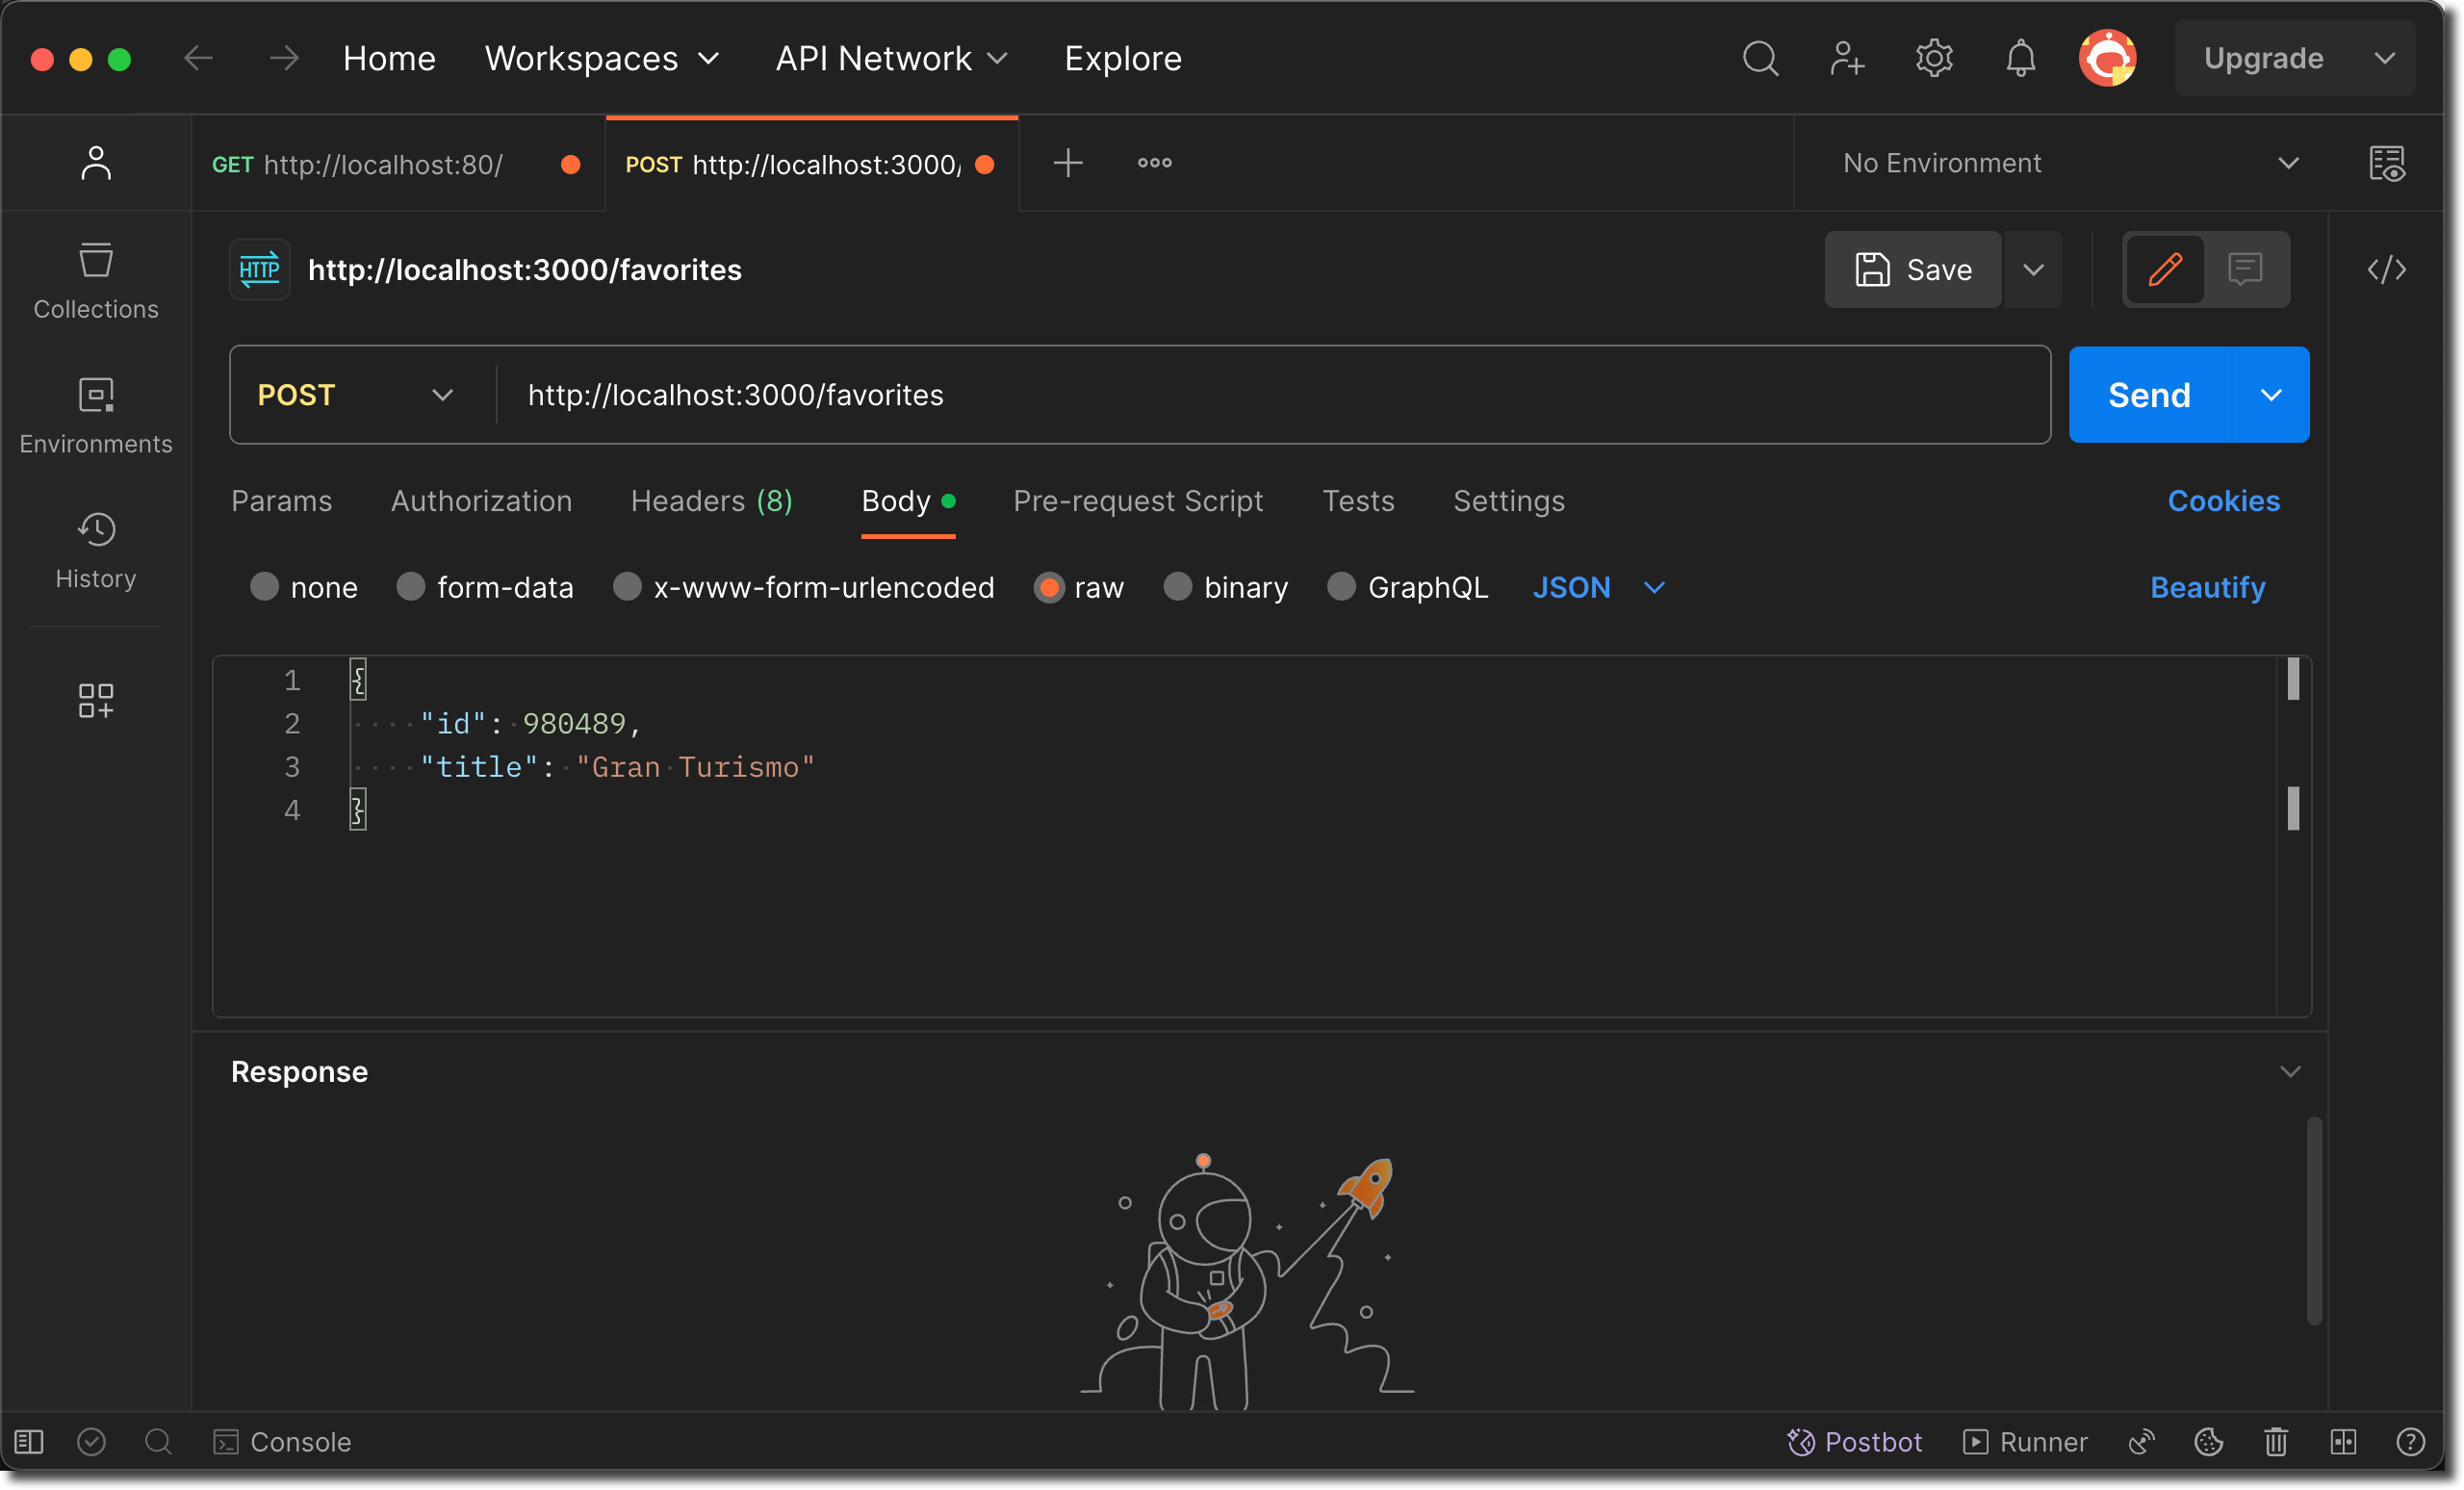 Home Workspaces API Network Explore Upgrade
GET http://localhost:80/ POST http://localhost:3000/ No Environment
HTTP http://localhost:3000/favorites Save
Collections
POST http://localhost:3000/favorites Send
Environments
Params Authorization Headers (8) Body Pre-request Script Tests Settings Cookies
History
none form-data x-www-form-urlencoded raw binary GraphQL JSON Beautify
1 {
2 "id": 980489,
3 "title": "Gran Turismo"
4 }
Response
Console Postbot Runner